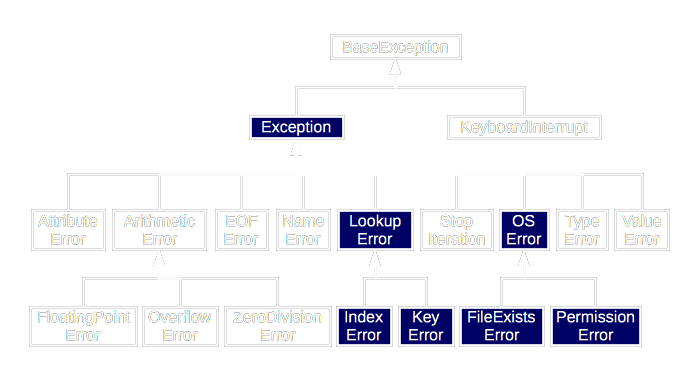 BaseException
Exception
KeyboardInterrupt
Attribute
Error
Arithmetic
Error
EOF
Error
Name
Error
Lookup
Error
Stop
Iteration
OS
Error
Type
Error
Value
Error
FloatingPoint
Error
Overflow
Error
ZeroDivision
Error
Index
Error
Key
Error
FileExists
Error
Permission
Error